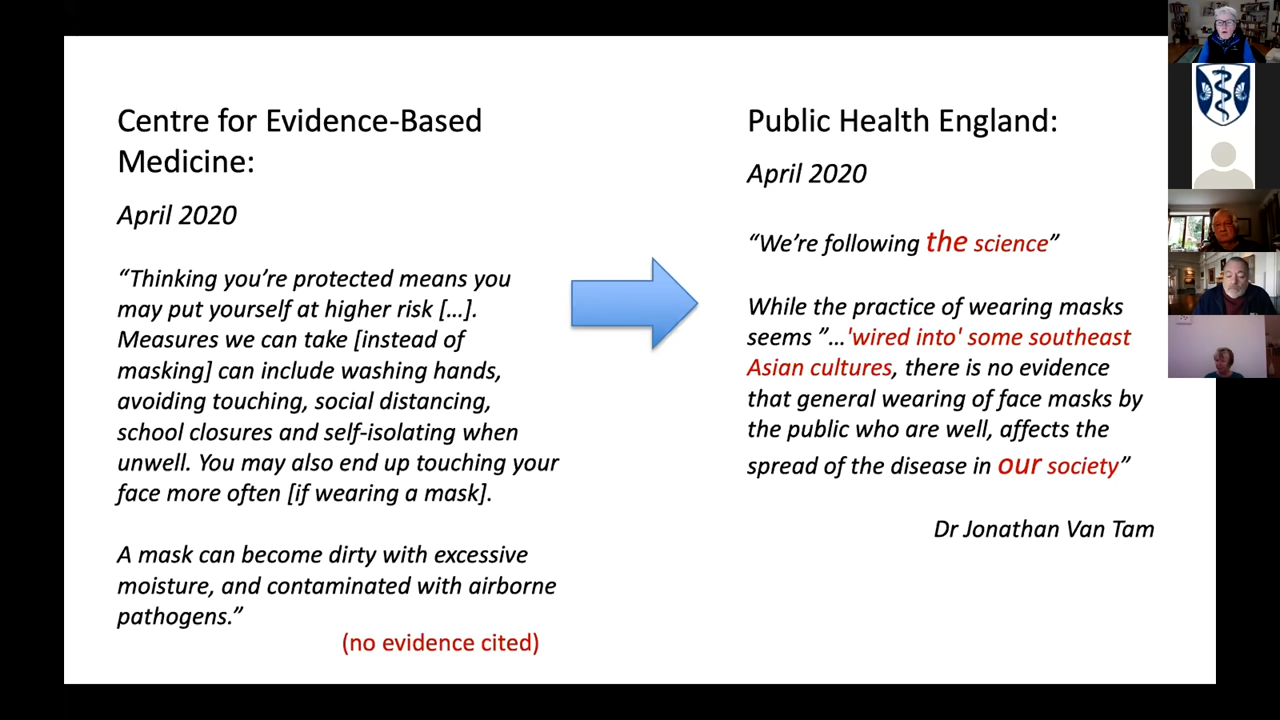 Centre for Evidence-Based
Medicine:
April 2020
“Thinking you’re protected means you
may put yourself at higher risk […].
Measures we can take [instead of
masking] can include washing hands,
avoiding touching, social distancing,
school closures and self-isolating when
unwell. You may also end up touching your
face more often [if wearing a mask].
A mask can become dirty with excessive
moisture, and contaminated with airborne
pathogens.”
(no evidence cited)
Public Health England:
April 2020
“We’re following the science”
While the practice of wearing masks
seems ”…'wired into' some southeast
Asian cultures, there is no evidence
that general wearing of face masks by
the public who are well, affects the
spread of the disease in our society”
Dr Jonathan Van Tam